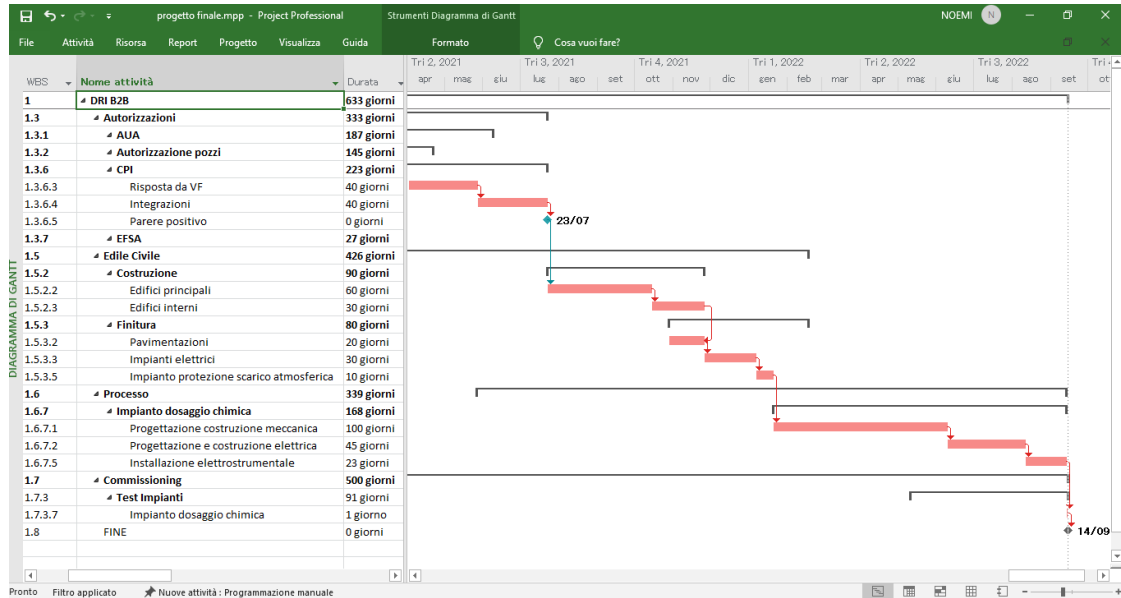 progetto finale.mpp - Project Professional
Strumenti Diagramma di Gantt
NOEMI N
File Attività Risorsa Report Progetto Visualizza Guida Formato Cosa vuoi fare?
Tri 2, 2021 Tri 3, 2021 Tri 4, 2021 Tri 1, 2022 Tri 2, 2022 Tri 3, 2022 Tri
WBS Nome attività Durata apr mag giu lug ago set ott nov dic gen feb mar apr mag giu lug ago set ot
1 DRI B2B 633 giorni
1.3 Autorizzazioni 333 giorni
1.3.1 AUA 187 giorni
1.3.2 Autorizzazione pozzi 145 giorni
1.3.6 CPI 223 giorni
1.3.6.3 Risposta da VF 40 giorni
1.3.6.4 Integrazioni 40 giorni
1.3.6.5 Parere positivo 0 giorni 23/07
1.3.7 EFSA 27 giorni
1.5 Edile Civile 426 giorni
1.5.2 Costruzione 90 giorni
1.5.2.2 Edifici principali 60 giorni
1.5.2.3 Edifici interni 30 giorni
1.5.3 Finitura 80 giorni
1.5.3.2 Pavimentazioni 20 giorni
1.5.3.3 Impianti elettrici 30 giorni
1.5.3.5 Impianto protezione scarico atmosferica 10 giorni
1.6 Processo 339 giorni
1.6.7 Impianto dosaggio chimica 168 giorni
1.6.7.1 Progettazione costruzione meccanica 100 giorni
1.6.7.2 Progettazione e costruzione elettrica 45 giorni
1.6.7.5 Installazione elettrostrumentale 23 giorni
1.7 Commissioning 500 giorni
1.7.3 Test Impianti 91 giorni
1.7.3.7 Impianto dosaggio chimica 1 giorno
1.8 FINE 0 giorni 14/09
DIAGRAMMA DI GANTT
Pronto Filtro applicato Nuove attività : Programmazione manuale